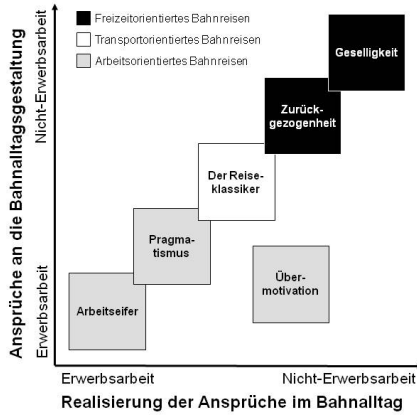 Freizeitorientiertes Bahnreisen
Transportorientiertes Bahnreisen
Arbeitsorientiertes Bahnreisen
Ansprüche an die Bahnalltagsgestaltung
Nicht-Erwerbsarbeit
Erwerbsarbeit
Geselligkeit
Zurück-
gezogenheit
Der Reise-
klassiker
Pragma-
tismus
Über-
motivation
Arbeitseifer
Erwerbsarbeit
Nicht-Erwerbsarbeit
Realisierung der Ansprüche im Bahnalltag